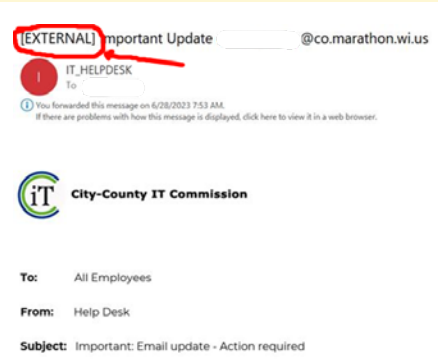 [EXTERNAL] Important Update @co.marathon.wi.us
I
IT_HELPDESK
To
i You forwarded this message on 6/28/2023 7:53 AM.
If there are problems with how this message is displayed, click here to view it in a web browser.
iT City-County IT Commission
To: All Employees
From: Help Desk
Subject: Important: Email update - Action required